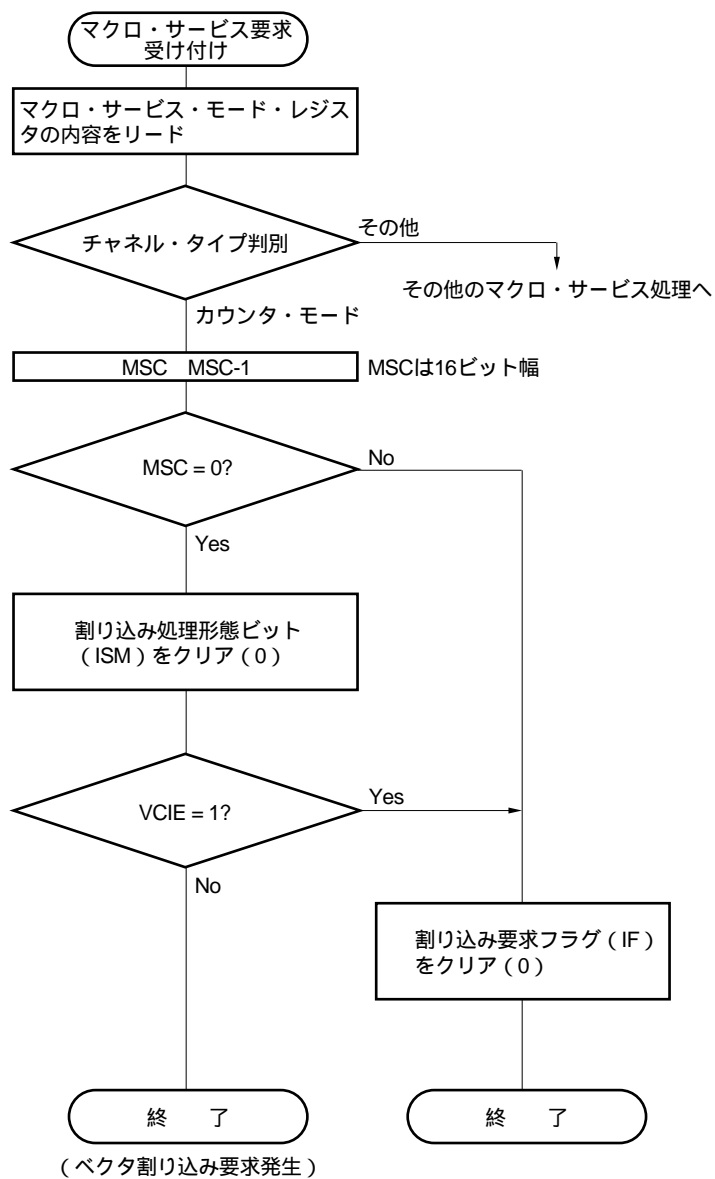 マクロ・サービス要求
受け付け
マクロ・サービス・モード・レジス
タの内容をリード
チャネル・タイプ判別
その他
その他のマクロ・サービス処理へ
カウンタ・モード
MSC MSC-1
MSCは16ビット幅
MSC = 0?
No
Yes
割り込み処理形態ビット
（ISM）をクリア（0）
VCIE = 1?
Yes
No
割り込み要求フラグ（IF）
をクリア（0）
終 了
終 了
（ベクタ割り込み要求発生）